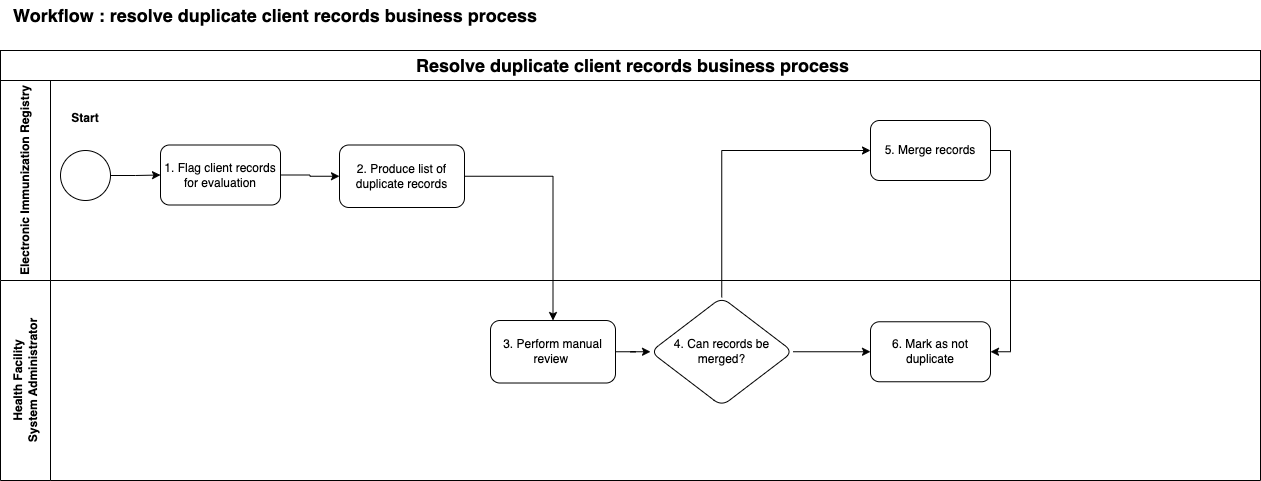 Workflow : resolve duplicate client records business process
Resolve duplicate client records business process
Electronic Immunization Registry
Start
1. Flag client records
for evaluation
2. Produce list of
duplicate records
5. Merge records
Health Facility
System Administrator
3. Perform manual
review
4. Can records be
merged?
6. Mark as not
duplicate